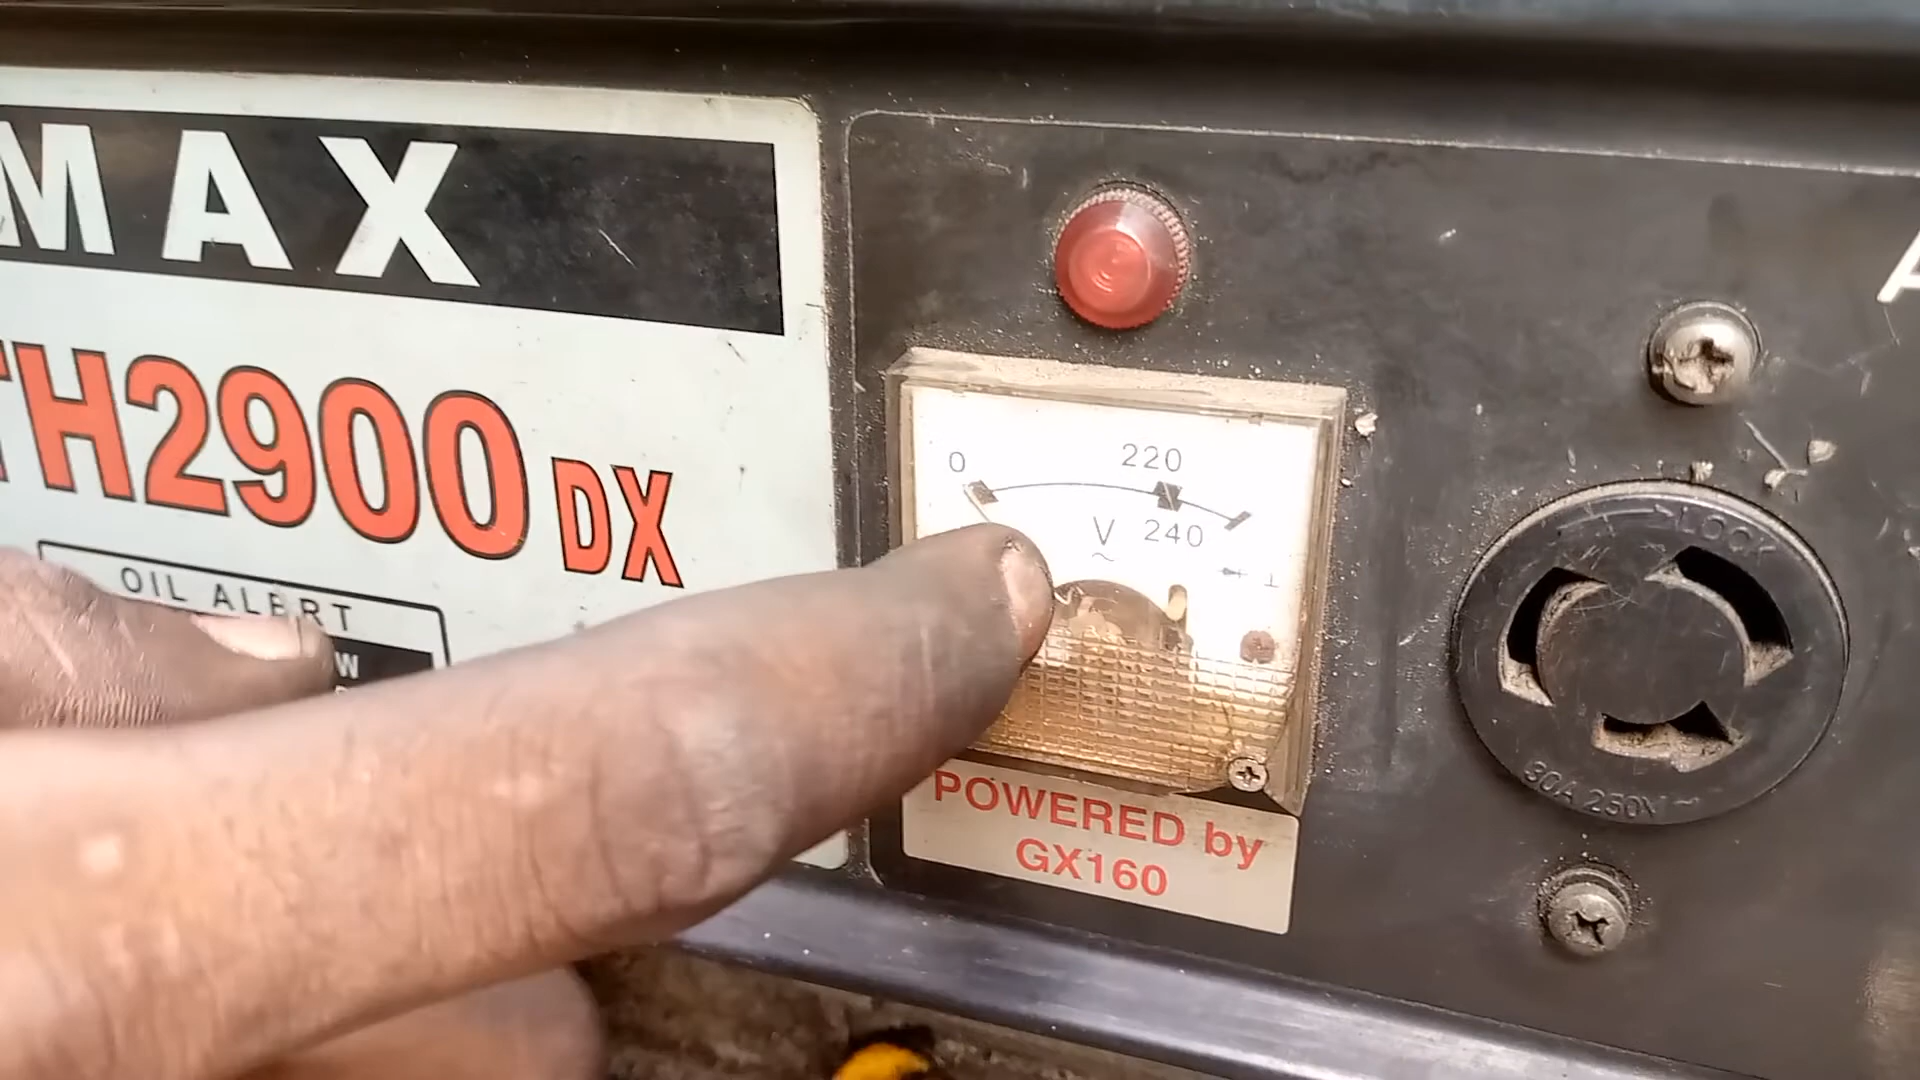 MAX
TH2900 DX
OIL ALERT
W
0
220
V
240
~
POWERED by
GX160
LOCK
30A 250V ~
A